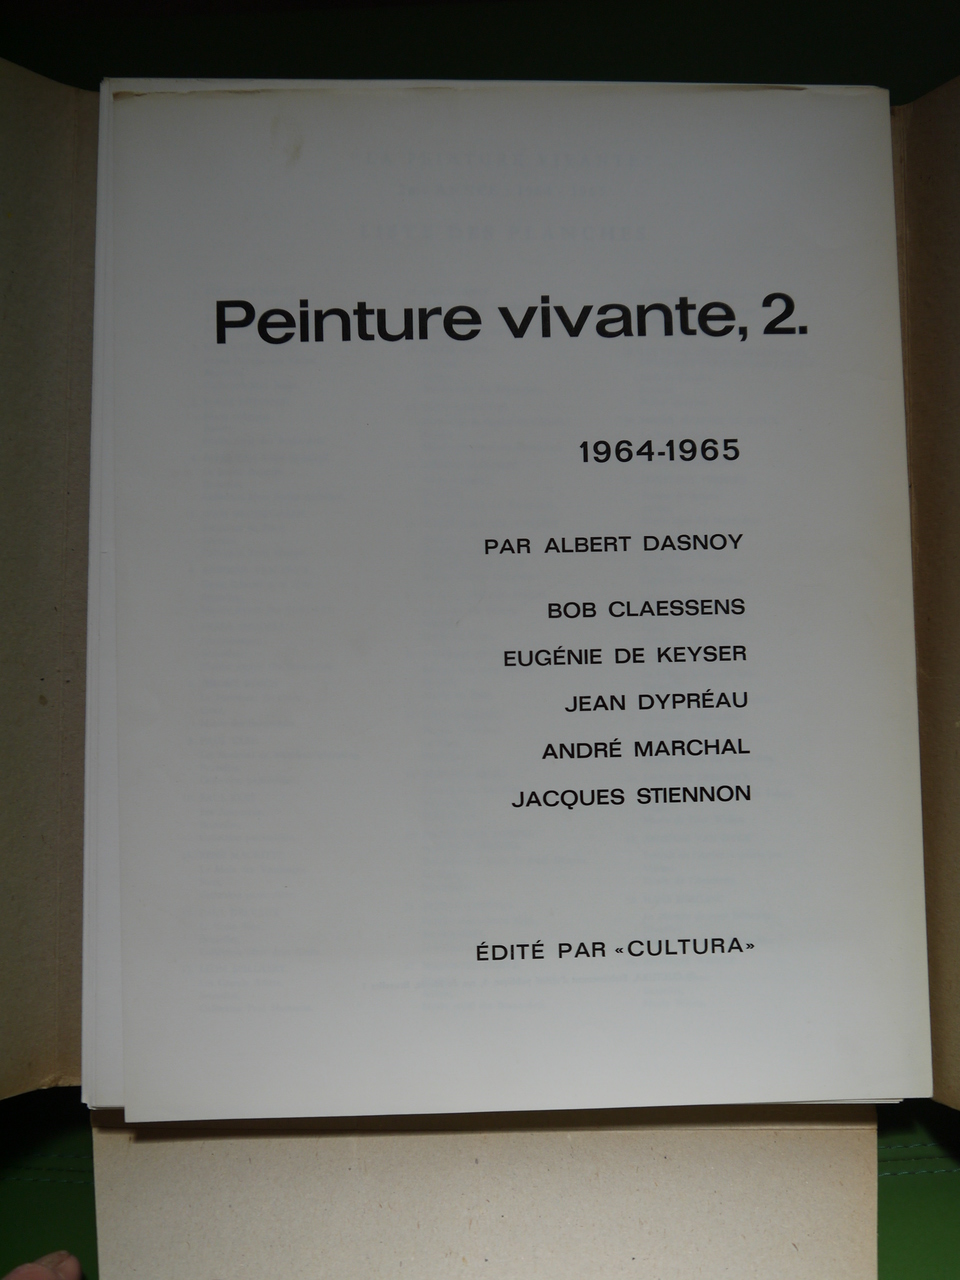 Peinture vivante, 2.
1964-1965
PAR ALBERT DASNOY
BOB CLAESSENS
EUGÉNIE DE KEYSER
JEAN DYPRÉAU
ANDRÉ MARCHAL
JACQUES STIENNON
ÉDITÉ PAR «CULTURA»